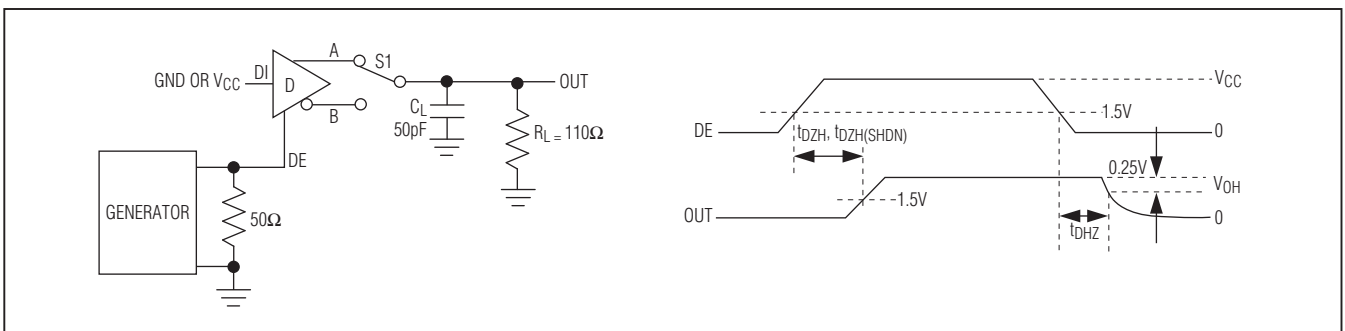 GND OR VCC
DI
D
A
S1
B
DE
OUT
CL
50pF
RL = 110Ω
GENERATOR
50Ω
VCC
1.5V
DE
0
tDZH, tDZH(SHDN)
0.25V
VOH
1.5V
OUT
0
tDHZ